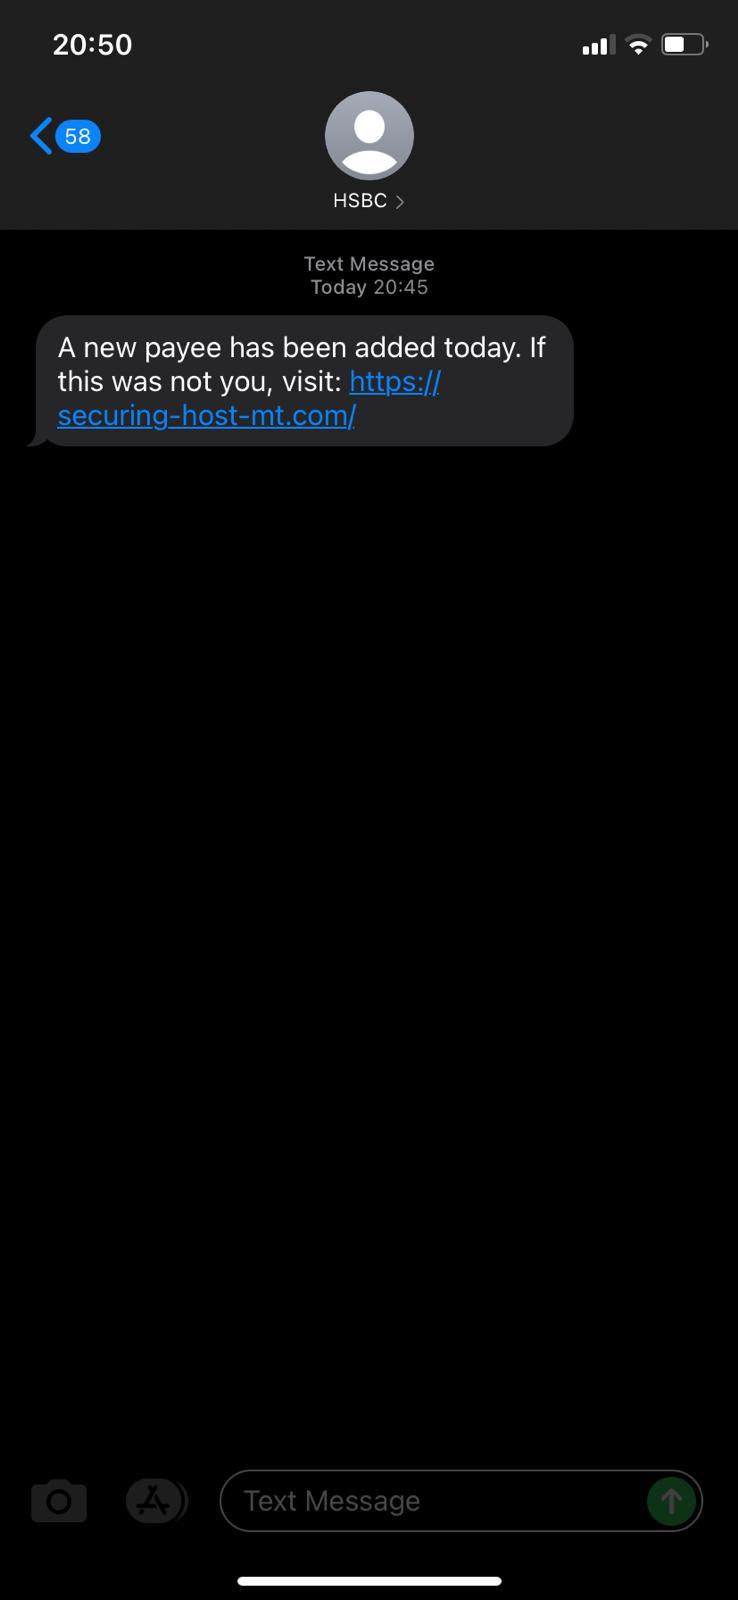 20:50
58
HSBC
Text Message
Today 20:45
A new payee has been added today. If
this was not you, visit: https://
securing-host-mt.com/
Text Message